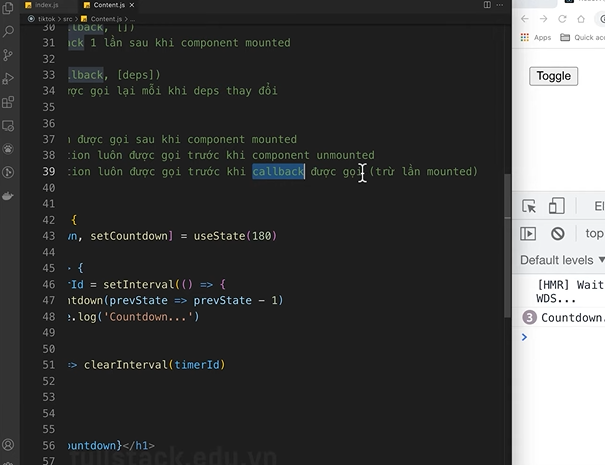 index.js
Content.js
tiktok > src > Content.js > ...
30 llback, [])
31 ack 1 lần sau khi component mounted
32
33 llback, [deps])
34 ược gọi lại mỗi khi deps thay đổi
35
36
37 n được gọi sau khi component mounted
38 tion luôn được gọi trước khi component unmounted
39 tion luôn được gọi trước khi callback được gọi (trừ lần mounted)
40
41
42 {
43 wn, setCountdown] = useState(180)
44
45 > {
46 rId = setInterval(() => {
47 ntdown(prevState => prevState - 1)
48 e.log('Countdown...')
49
50
51 => clearInterval(timerId)
52
53
54
55
56 ountdown}</h1>
57
fullstack.edu.vn
Apps
Quick acc
Toggle
El
top
Default levels
[HMR] Wait
WDS...
3 Countdown.